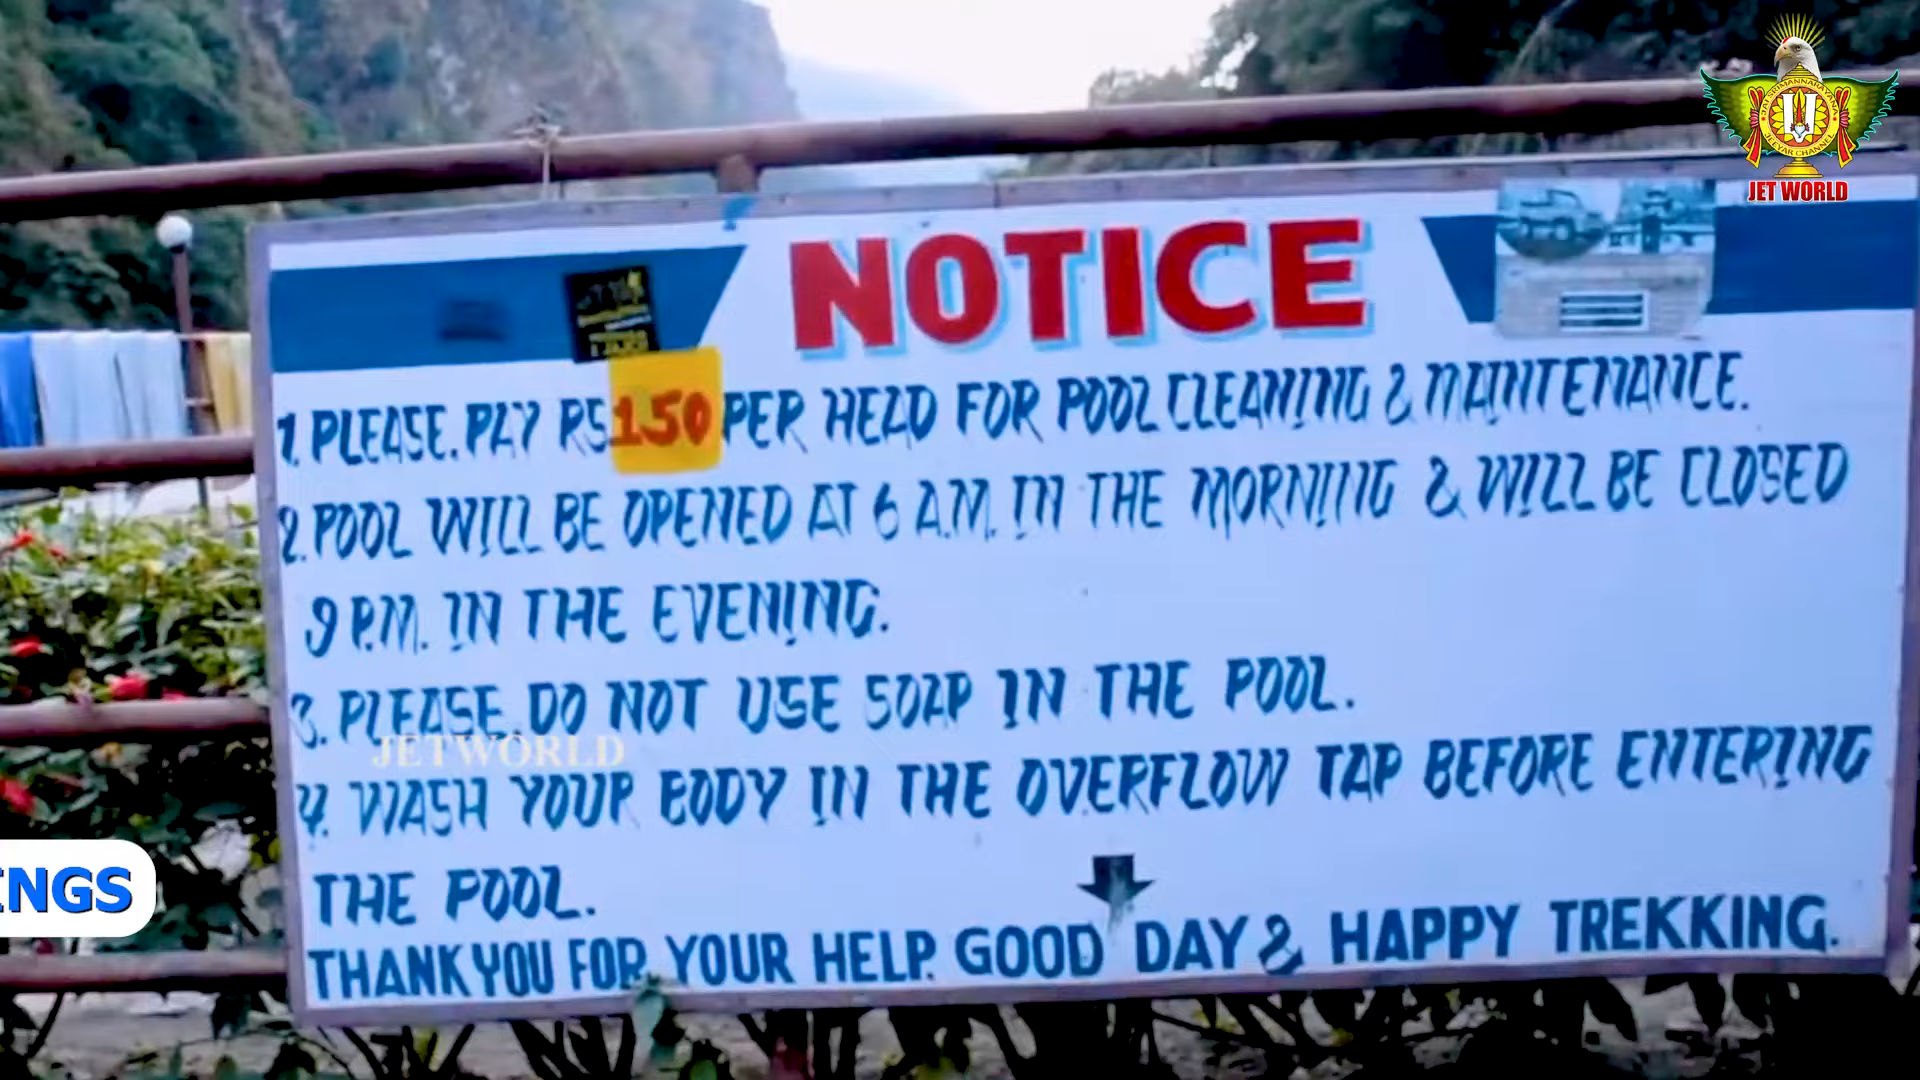 NOTICE
1. PLEASE. PAY RS 150 PER HEAD FOR POOL CLEANING & MAINTENANCE.
2. POOL WILL BE OPENED AT 6 A.M. IN THE MORNING & WILL BE CLOSED
9 P.M. IN THE EVENING.
3. PLEASE DO NOT USE SOAP IN THE POOL.
JETWORLD
4. WASH YOUR BODY IN THE OVERFLOW TAP BEFORE ENTERING
THE POOL.
THANK YOU FOR YOUR HELP. GOOD DAY & HAPPY TREKKING.
INGS
JET WORLD